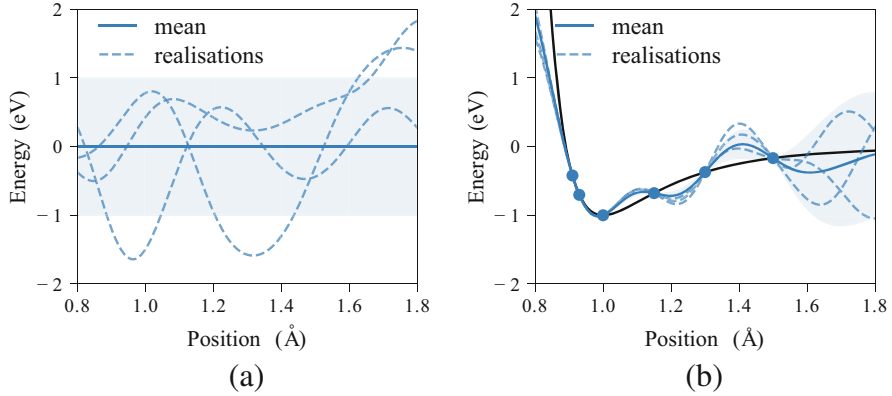 mean
realisations
Energy (eV)
2
1
0
−1
−2
0.8 1.0 1.2 1.4 1.6 1.8
Position (Å)
(a)
mean
realisations
Energy (eV)
2
1
0
−1
−2
0.8 1.0 1.2 1.4 1.6 1.8
Position (Å)
(b)